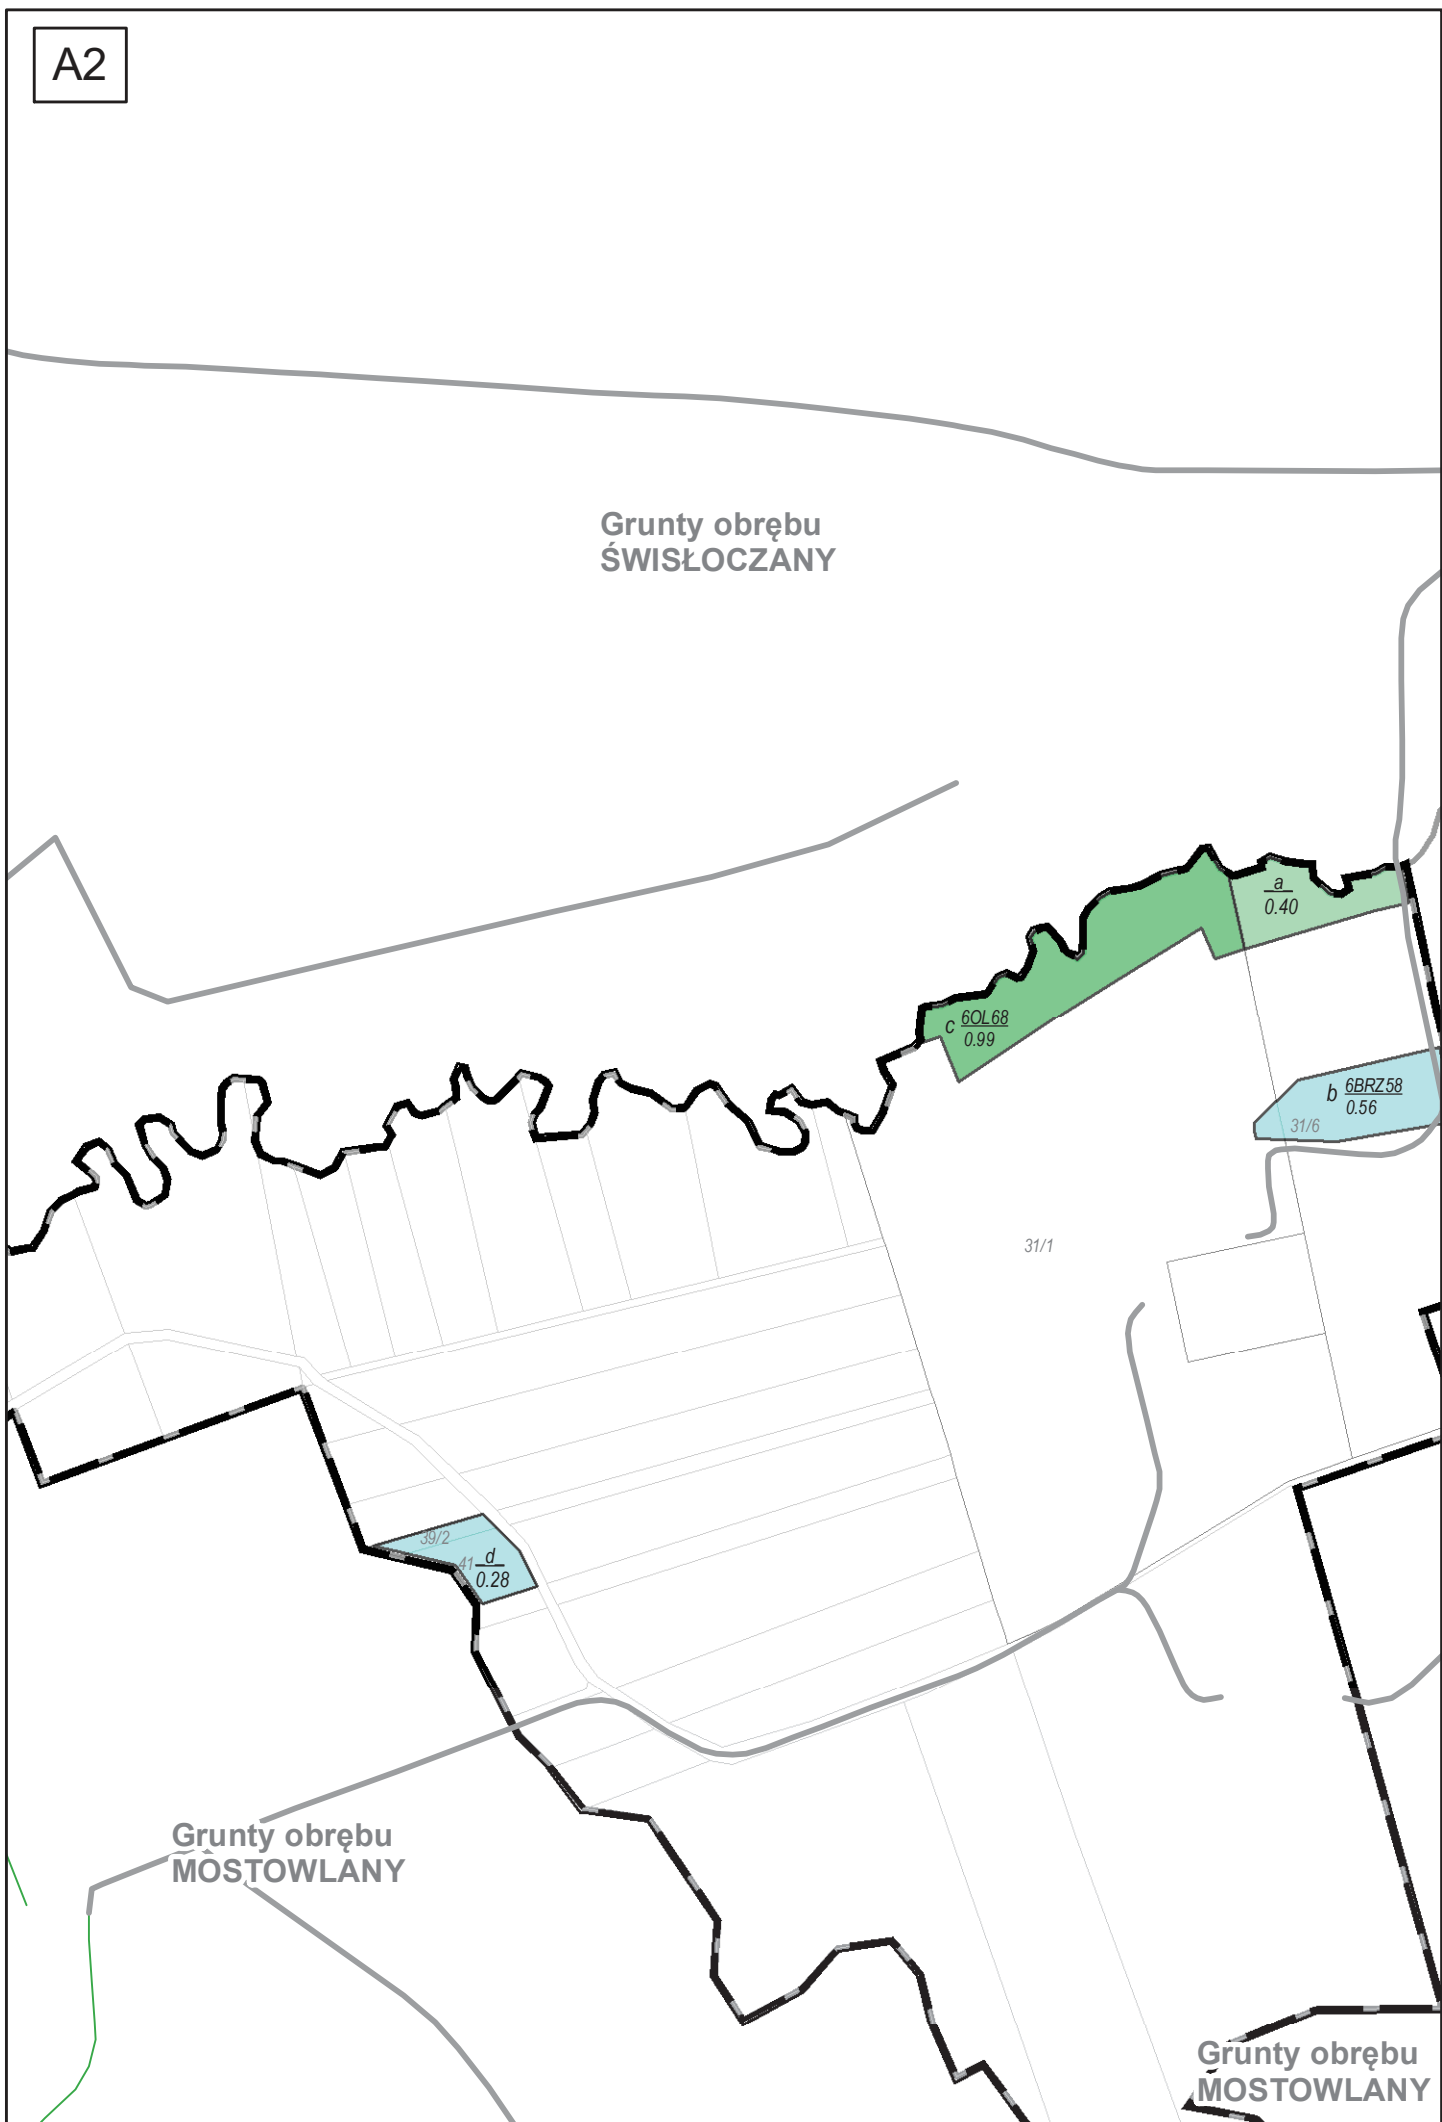 A2
Grunty obrębu
ŚWISŁOCZANY
a
0.40
c 6OL68
0.99
b 6BRZ58
0.56
31/6
31/1
39/2
41 d
0.28
Grunty obrębu
MOSTOWLANY
Grunty obrębu
MOSTOWLANY